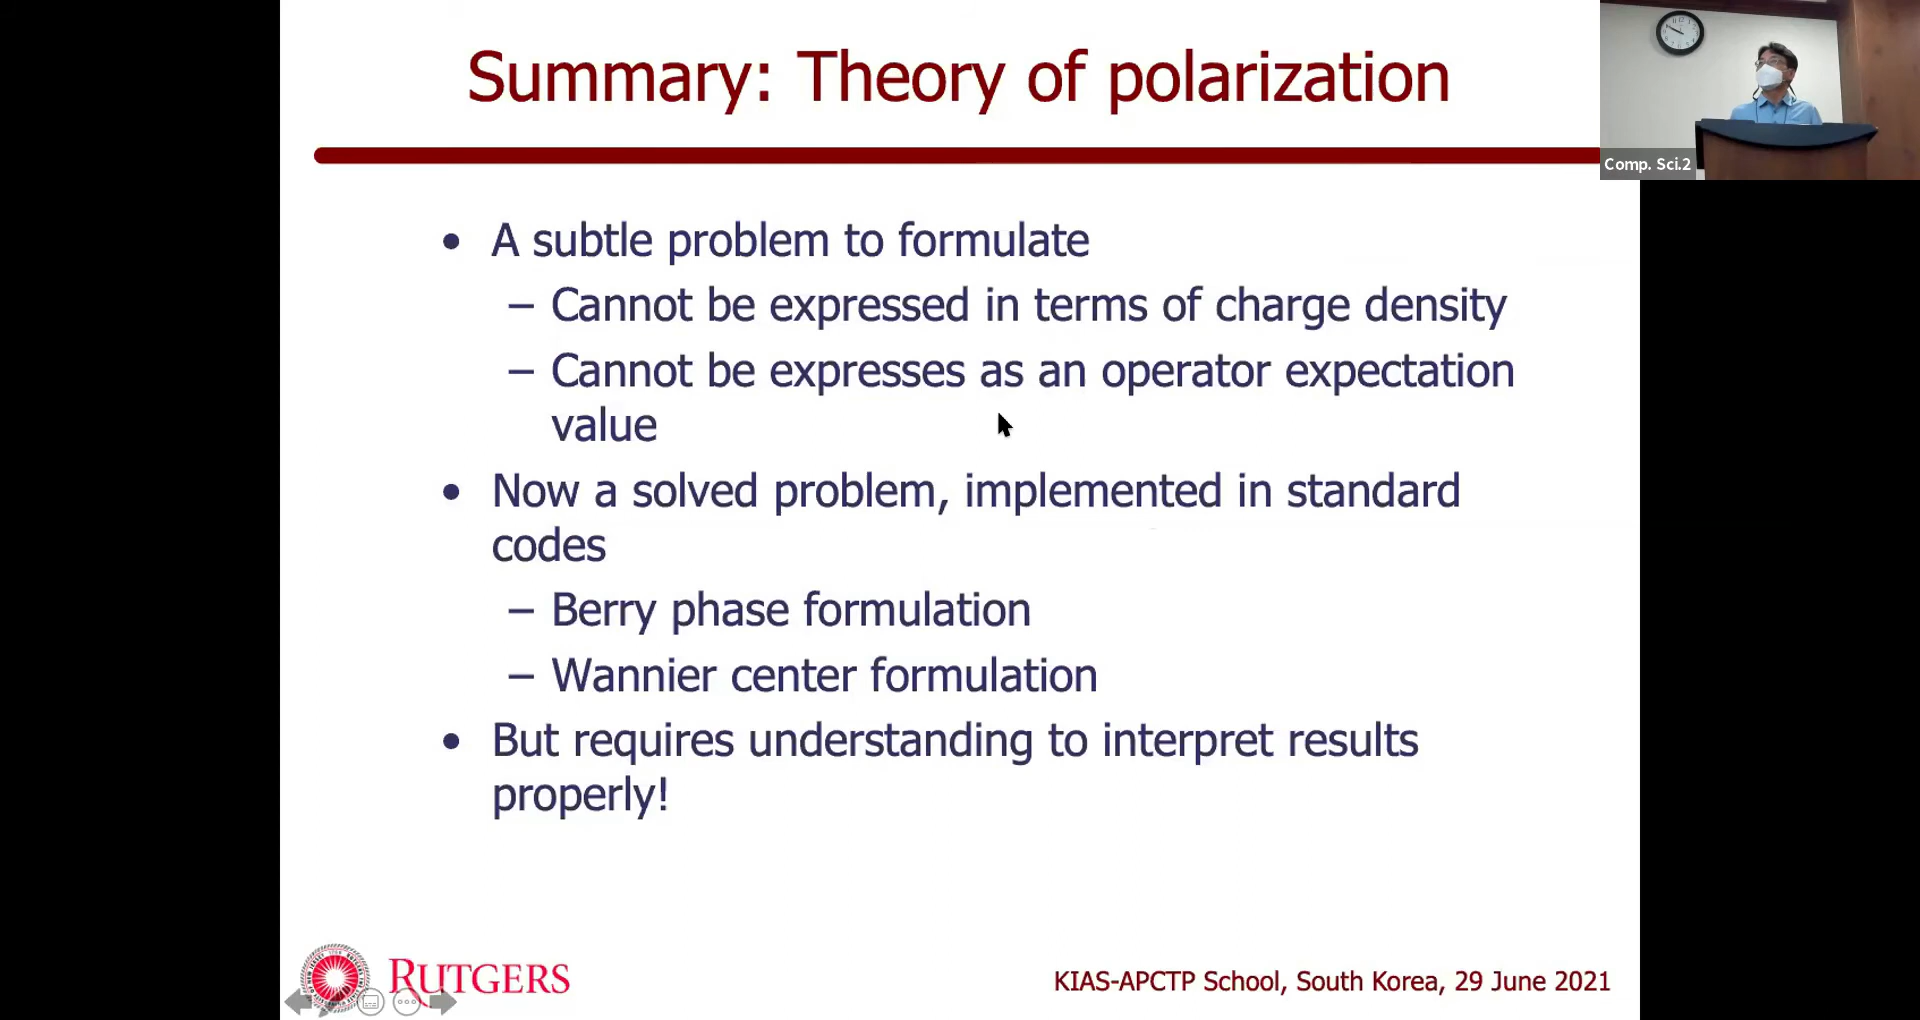 Summary: Theory of polarization
Comp. Sci.2
• A subtle problem to formulate
– Cannot be expressed in terms of charge density
– Cannot be expresses as an operator expectation
value
• Now a solved problem, implemented in standard
codes
– Berry phase formulation
– Wannier center formulation
• But requires understanding to interpret results
properly!
RUTGERS
KIAS-APCTP School, South Korea, 29 June 2021